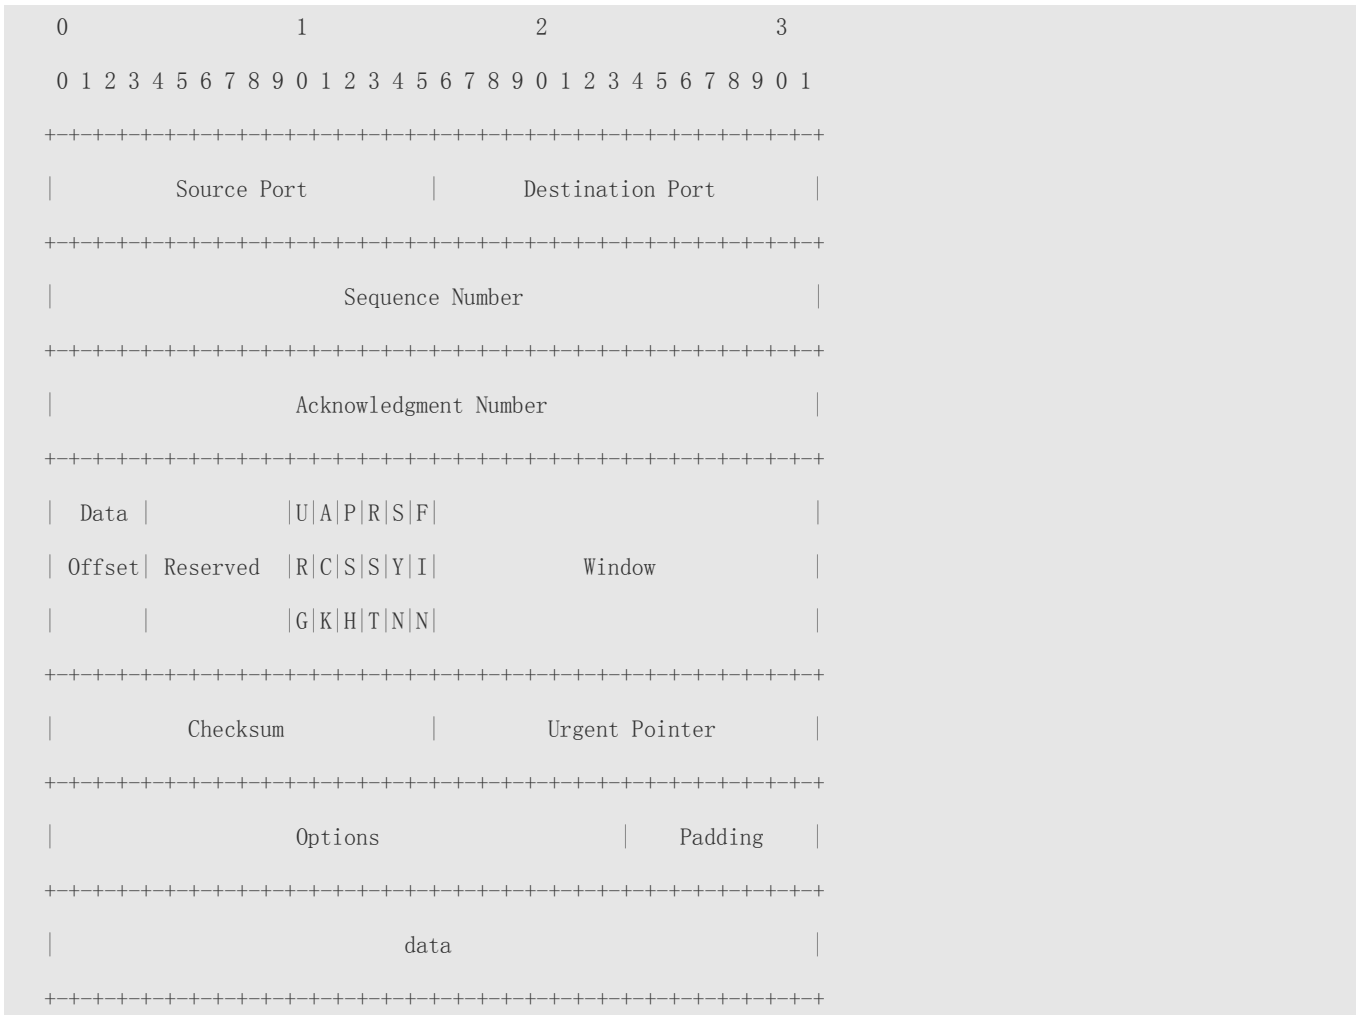 0                   1                   2                   3
 0 1 2 3 4 5 6 7 8 9 0 1 2 3 4 5 6 7 8 9 0 1 2 3 4 5 6 7 8 9 0 1
+-+-+-+-+-+-+-+-+-+-+-+-+-+-+-+-+-+-+-+-+-+-+-+-+-+-+-+-+-+-+-+-+
|          Source Port          |       Destination Port        |
+-+-+-+-+-+-+-+-+-+-+-+-+-+-+-+-+-+-+-+-+-+-+-+-+-+-+-+-+-+-+-+-+
|                        Sequence Number                        |
+-+-+-+-+-+-+-+-+-+-+-+-+-+-+-+-+-+-+-+-+-+-+-+-+-+-+-+-+-+-+-+-+
|                    Acknowledgment Number                      |
+-+-+-+-+-+-+-+-+-+-+-+-+-+-+-+-+-+-+-+-+-+-+-+-+-+-+-+-+-+-+-+-+
|  Data |           |U|A|P|R|S|F|                               |
| Offset| Reserved  |R|C|S|S|Y|I|            Window             |
|       |           |G|K|H|T|N|N|                               |
+-+-+-+-+-+-+-+-+-+-+-+-+-+-+-+-+-+-+-+-+-+-+-+-+-+-+-+-+-+-+-+-+
|           Checksum            |         Urgent Pointer        |
+-+-+-+-+-+-+-+-+-+-+-+-+-+-+-+-+-+-+-+-+-+-+-+-+-+-+-+-+-+-+-+-+
|                    Options                    |    Padding    |
+-+-+-+-+-+-+-+-+-+-+-+-+-+-+-+-+-+-+-+-+-+-+-+-+-+-+-+-+-+-+-+-+
|                             data                              |
+-+-+-+-+-+-+-+-+-+-+-+-+-+-+-+-+-+-+-+-+-+-+-+-+-+-+-+-+-+-+-+-+